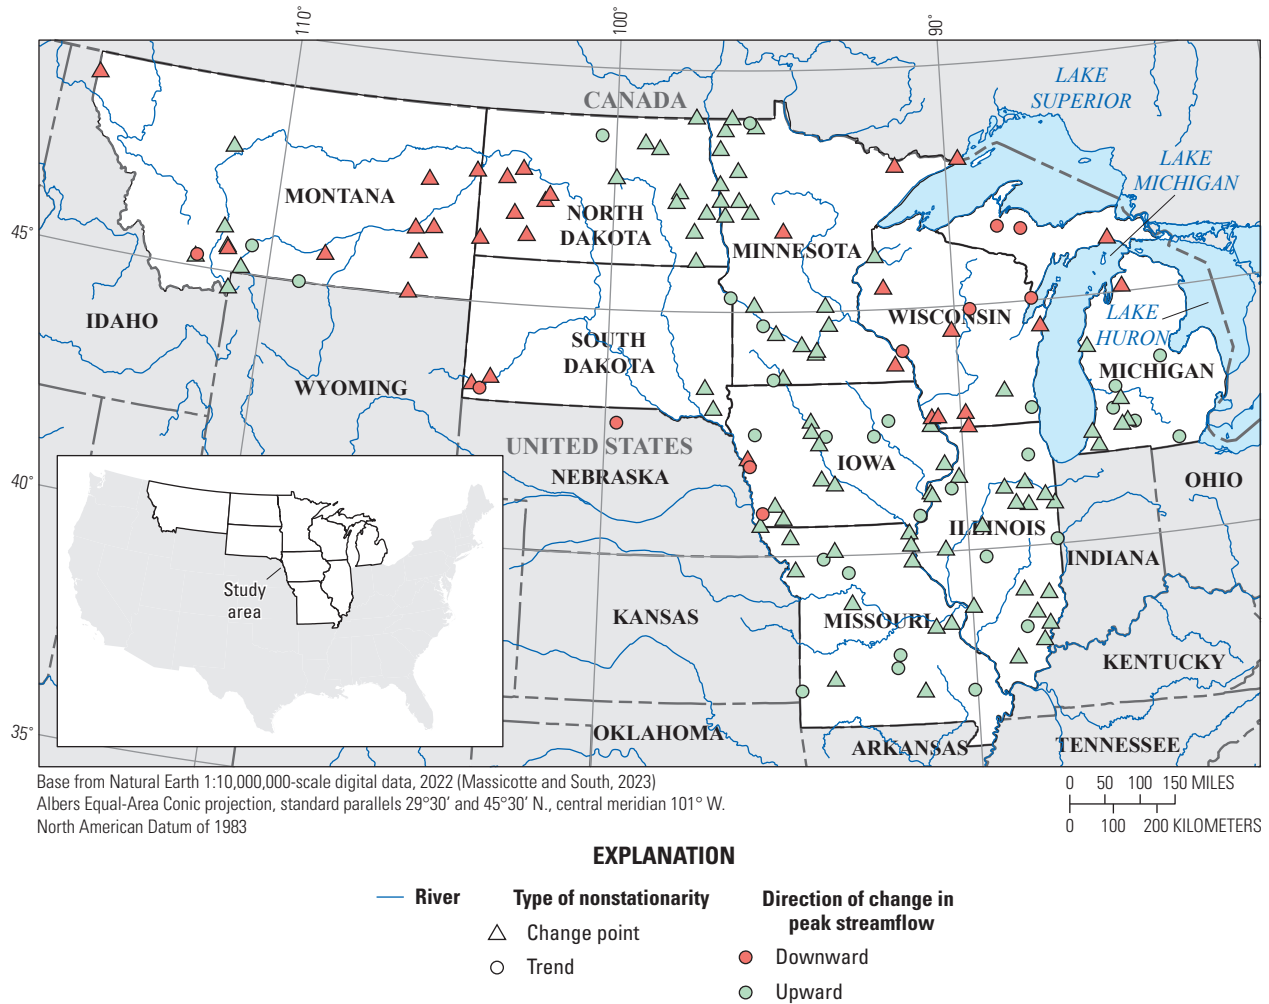 110°
100°
90°
LAKE
SUPERIOR
CANADA
LAKE
MICHIGAN
MONTANA
NORTH
DAKOTA
45°
MINNESOTA
IDAHO
WISCONSIN
LAKE
HURON
SOUTH
DAKOTA
MICHIGAN
WYOMING
UNITED STATES
NEBRASKA
IOWA
40°
OHIO
ILLINOIS
INDIANA
Study
area
KANSAS
MISSOURI
KENTUCKY
35°
OKLAHOMA
ARKANSAS
TENNESSEE
Base from Natural Earth 1:10,000,000-scale digital data, 2022 (Massicotte and South, 2023)
Albers Equal-Area Conic projection, standard parallels 29°30′ and 45°30′ N., central meridian 101° W.
North American Datum of 1983
0 50 100 150 MILES
0 100 200 KILOMETERS
EXPLANATION
River
Type of nonstationarity
Change point
Trend
Direction of change in
peak streamflow
Downward
Upward